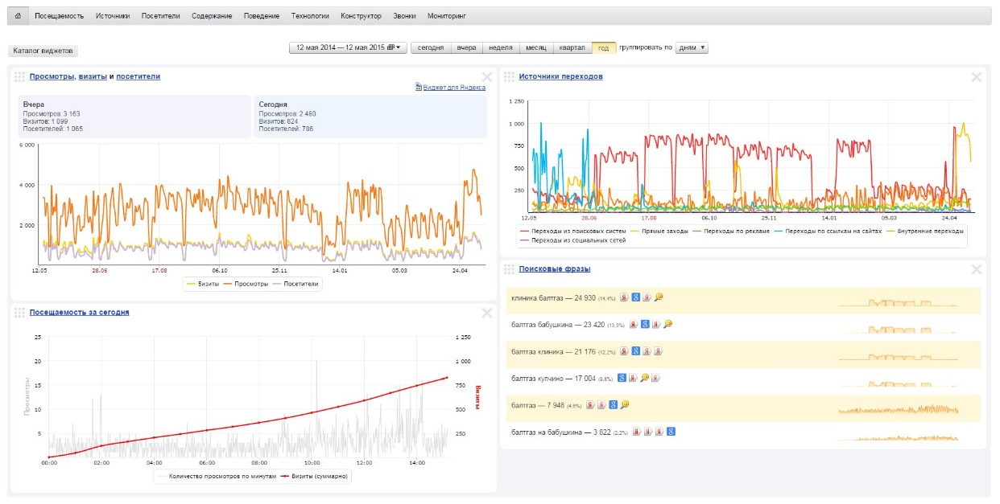 Посещаемость Источники Посетители Содержание Поведение Технологии Конструктор Звонки Мониторинг
Каталог виджетов
12 мая 2014 — 12 мая 2015
сегодня вчера неделя месяц квартал год группировать по дням
Просмотры, визиты и посетители
Виджет для Яндекса
Вчера
Просмотров: 3 163
Визитов: 1 099
Посетителей: 1 065
Сегодня
Просмотров: 2 480
Визитов: 824
Посетителей: 786
6 000
4 000
2 000
12.05 28.06 17.08 06.10 25.11 14.01 05.03 24.04
Визиты Просмотры Посетители
Посещаемость за сегодня
25
20
15
10
5
Просмотры
1 250
1 000
750
500
250
Визиты
00:00 02:00 04:00 06:00 08:00 10:00 12:00 14:00
Количество просмотров по минутам Визиты (суммарно)
Источники переходов
1 250
1 000
750
500
250
12.05 28.06 17.08 06.10 25.11 14.01 05.03 24.04
Переходы из поисковых систем Прямые заходы Переходы по рекламе Переходы по ссылкам на сайтах Внутренние переходы
Переходы из социальных сетей
Поисковые фразы
клиника балтгаз — 24 930 (14,4%)
балтгаз бабушкина — 23 420 (13,5%)
балтгаз клиника — 21 176 (12,2%)
балтгаз купчино — 17 004 (9,8%)
балтгаз — 7 948 (4,6%)
балтгаз на бабушкина — 3 822 (2,2%)